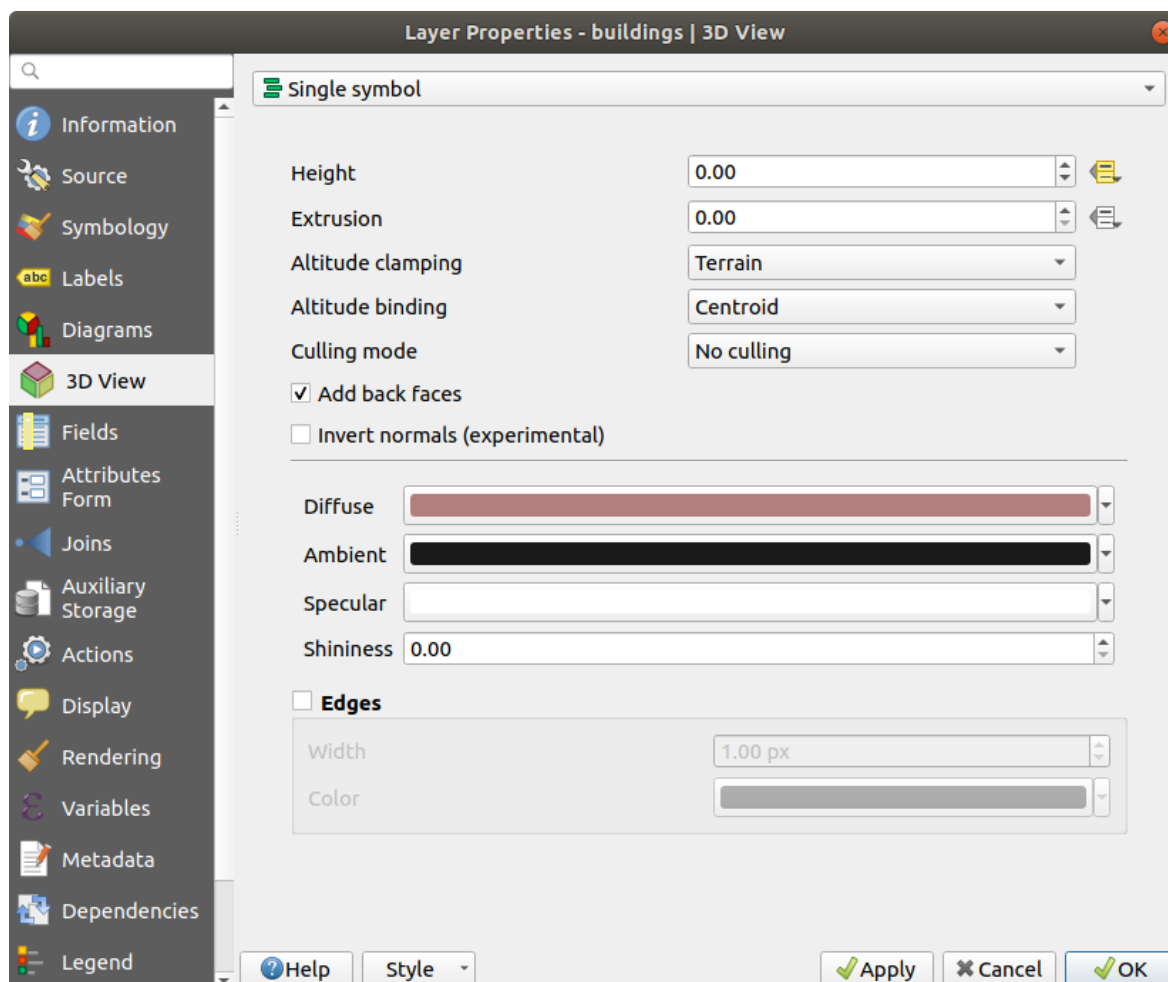 Layer Properties - buildings | 3D View
Information
Source
Symbology
abc Labels
Diagrams
3D View
Fields
Attributes
Form
Joins
Auxiliary
Storage
Actions
Display
Rendering
Variables
Metadata
Dependencies
Legend
Single symbol
Height 0.00
Extrusion 0.00
Altitude clamping Terrain
Altitude binding Centroid
Culling mode No culling
Add back faces
Invert normals (experimental)
Diffuse
Ambient
Specular
Shininess 0.00
Edges
Width 1.00 px
Color
Help Style Apply Cancel OK